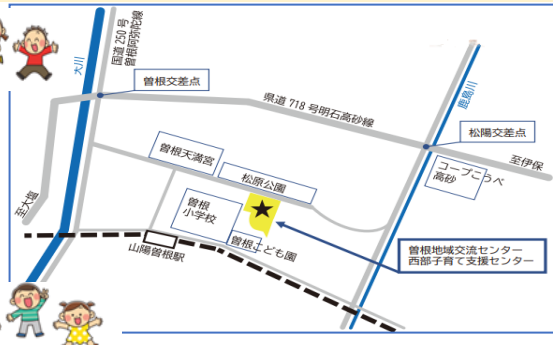 国道250号
曽根阿弥陀線
大川
曽根交差点
県道718号明石高砂線
鹿島川
松陽交差点
至伊保
コープこうべ
高砂
曽根天満宮
松原公園
至大塩
曽根
小学校
曽根こども園
山陽曽根駅
曽根地域交流センター
西部子育て支援センター